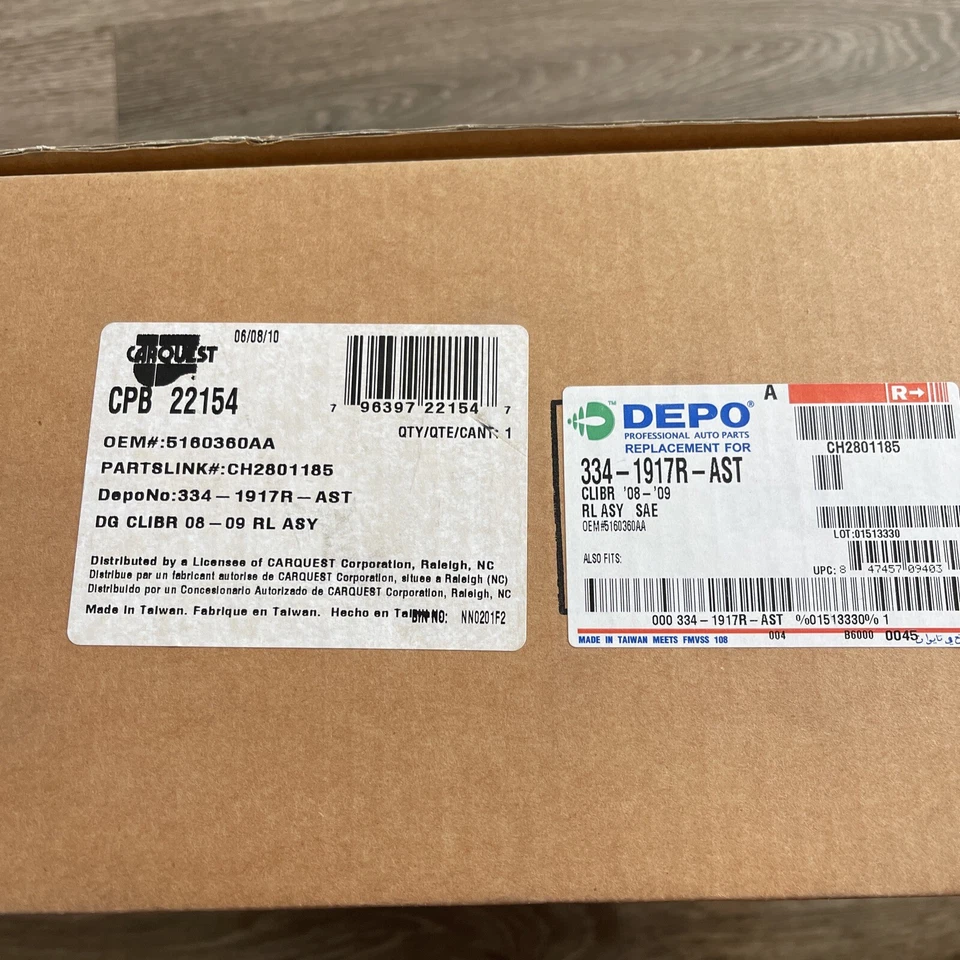 CARQUEST
06/08/10
CPB 22154
7 96397 22154 7
QTY/QTE/CANT: 1
OEM#:5160360AA
PARTSLINK#:CH2801185
DepoNo:334-1917R-AST
DG CLIBR 08-09 RL ASY
Distributed by a Licensee of CARQUEST Corporation, Raleigh, NC
Distribue par un fabricant autorise de CARQUEST Corporation, situee a Raleigh (NC)
Distribuido por un Concesionario Autorizado de CARQUEST Corporation, Raleigh, NC
Made in Taiwan. Fabrique en Taiwan. Hecho en
NN0201F2
A
R→
DEPO®
PROFESSIONAL AUTO PARTS
REPLACEMENT FOR
CH2801185
334-1917R-AST
CLIBR '08-'09
RL ASY SAE
OEM#5160360AA
LOT:01513330
ALSO FITS:
UPC: 8 47457 09403
000 334-1917R-AST %01513330% 1
MADE IN TAIWAN MEETS FMVSS 108
004 B6000 0045